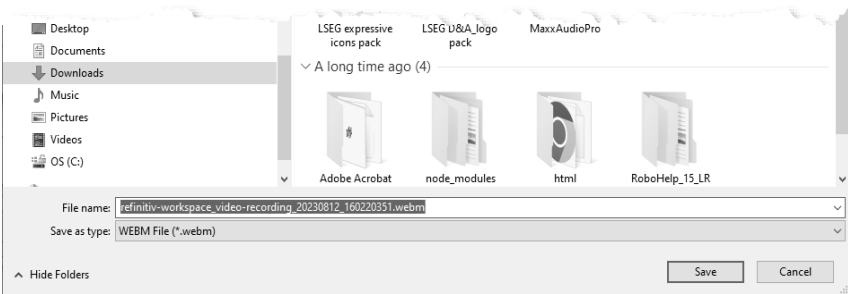 Desktop
Documents
Downloads
Music
Pictures
Videos
OS (C:)
LSEG expressive
icons pack
LSEG D&A_logo
pack
MaxxAudioPro
A long time ago (4)
Adobe Acrobat
node_modules
html
RoboHelp_15_LR
File name: refinitiv-workspace_video-recording_20230812_160220351.webm
Save as type: WEBM File (*.webm)
Hide Folders
Save
Cancel